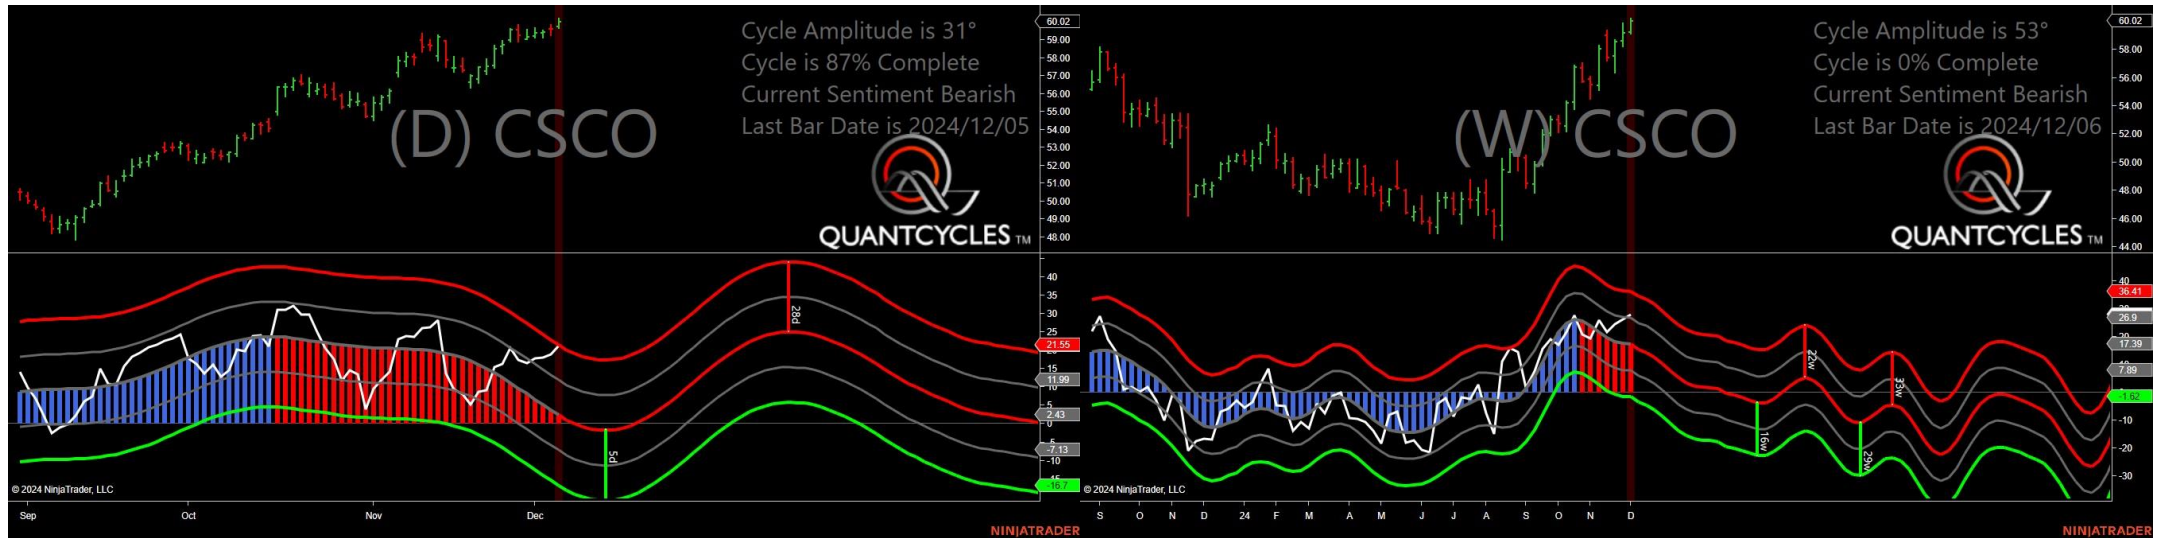 Cycle Amplitude is 31°
Cycle is 87% Complete
Current Sentiment Bearish
Last Bar Date is 2024/12/05
(D) CSCO
QUANTCYCLES TM
60.02
59.00
58.00
57.00
56.00
55.00
54.00
53.00
52.00
51.00
50.00
49.00
48.00
40
35
30
25
21.55
15
11.99
10
5
2.43
0
-5
-7.13
-10
-16.7
28d
5d
© 2024 NinjaTrader, LLC
Sep Oct Nov Dec
NINJATRADER
Cycle Amplitude is 53°
Cycle is 0% Complete
Current Sentiment Bearish
Last Bar Date is 2024/12/06
(W) CSCO
QUANTCYCLES TM
60.02
58.00
56.00
54.00
52.00
50.00
48.00
46.00
44.00
40
36.41
26.9
17.39
7.89
-1.62
-10
-20
-30
22w
33w
16w
29w
© 2024 NinjaTrader, LLC
S O N D 24 F M A M J J A S O N D
NINJATRADER